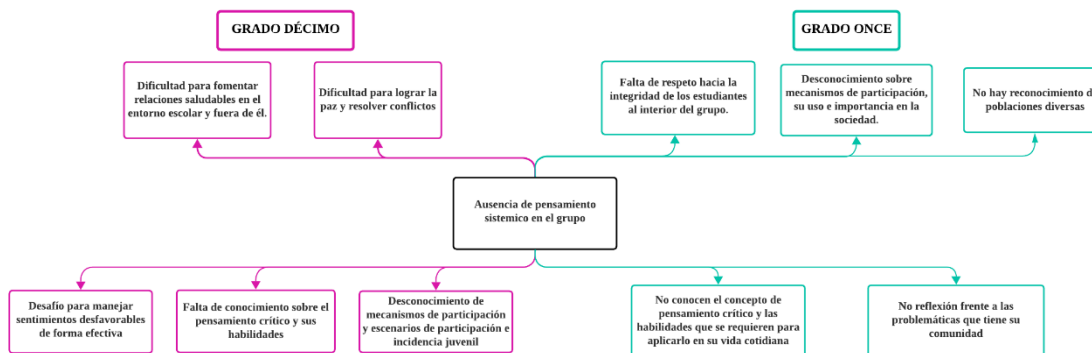 GRADO DÉCIMO
GRADO ONCE
Dificultad para fomentar
relaciones saludables en el
entorno escolar y fuera de él.
Dificultad para lograr la
paz y resolver conflictos
Falta de respeto hacia la
integridad de los estudiantes
al interior del grupo.
Desconocimiento sobre
mecanismos de participación,
su uso e importancia en la
sociedad.
No hay reconocimiento d
poblaciones diversas
Ausencia de pensamiento
sistemico en el grupo
Desafío para manejar
sentimientos desfavorables
de forma efectiva
Falta de conocimiento sobre el
pensamiento crítico y sus
habilidades
Desconocimiento de
mecanismos de participación
y escenarios de participación e
incidencia juvenil
No conocen el concepto de
pensamiento crítico y las
habilidades que se requieren para
aplicarlo en su vida cotidiana
No reflexión frente a las
problemáticas que tiene su
comunidad